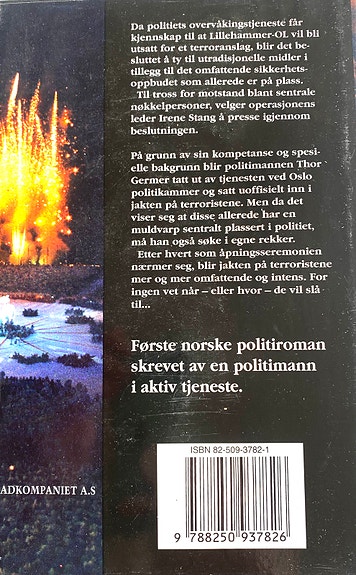 Da politiets overvåkingstjeneste får
kjennskap til at Lillehammer-OL vil bli
utsatt for et terroranslag, blir det be-
sluttet å ty til utradisjonelle midler i
tillegg til det omfattende sikkerhets-
oppbudet som allerede er på plass.
Til tross for motstand blant sentrale
nøkkelpersoner, velger operasjonens
leder Irene Stang å presse igjennom
beslutningen.
På grunn av sin kompetanse og spesi-
elle bakgrunn blir politimannen Thor
Germer tatt ut av tjenesten ved Oslo
politikammer og satt uoffisielt inn i
jakten på terroristene. Men da det
viser seg at disse allerede har en
muldvarp sentralt plassert i politiet,
må han også søke i egne rekker.
Etter hvert som åpningsseremonien
nærmer seg, blir jakten på terroristene
mer og mer omfattende og intens. For
ingen vet når – eller hvor – de vil slå
til...
Første norske politiroman
skrevet av en politimann
i aktiv tjeneste.
ADKOMPANIET A.S
ISBN 82-509-3782-1
9 788250 937826